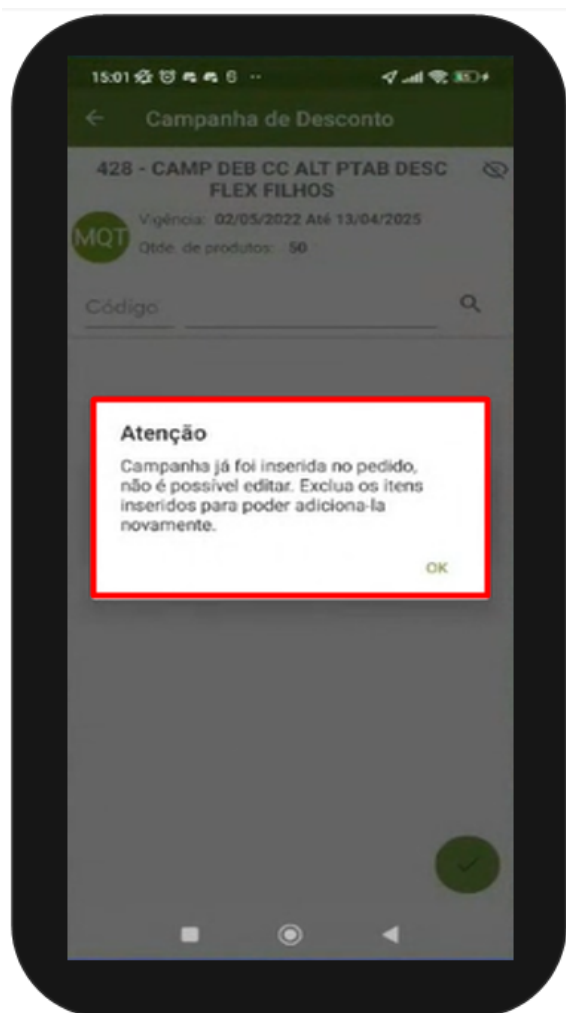 15:01
Campanha de Desconto
428 - CAMP DEB CC ALT PTAB DESC
FLEX FILHOS
MQT
Vigência: 02/05/2022 Até 13/04/2025
Qtde. de produtos: 50
Código
Atenção
Campanha já foi inserida no pedido,
não é possível editar. Exclua os itens
inseridos para poder adiciona-la
novamente.
OK